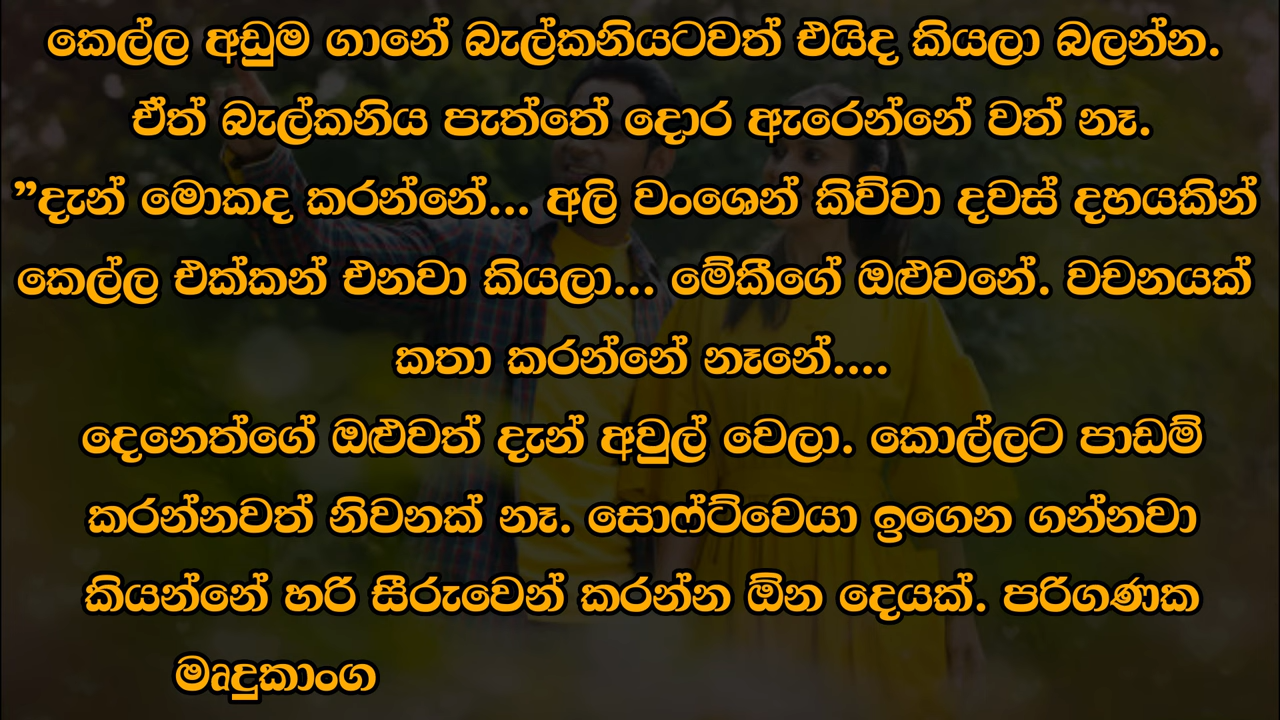 කෙල්ල අඩුම ගානේ බැල්කනියටවත් එයිද කියලා බලන්න.
ඒත් බැල්කනිය පැත්තේ දොර ඇරෙන්නේ වත් නෑ.
”දැන් මොකද කරන්නේ... අලි වංශෙන් කිව්වා දවස් දහයකින්
කෙල්ල එක්කන් එනවා කියලා... මේකීගේ ඔළුවනේ. වචනයක්
කතා කරන්නේ නෑනේ....
දෙනෙත්ගේ ඔළුවත් දැන් අවුල් වෙලා. කොල්ලට පාඩම්
කරන්නවත් නිවනක් නෑ. සොෆ්ට්වෙයා ඉගෙන ගන්නවා
කියන්නේ හරි සීරුවෙන් කරන්න ඕන දෙයක්. පරිගණක
මෘදුකාංග